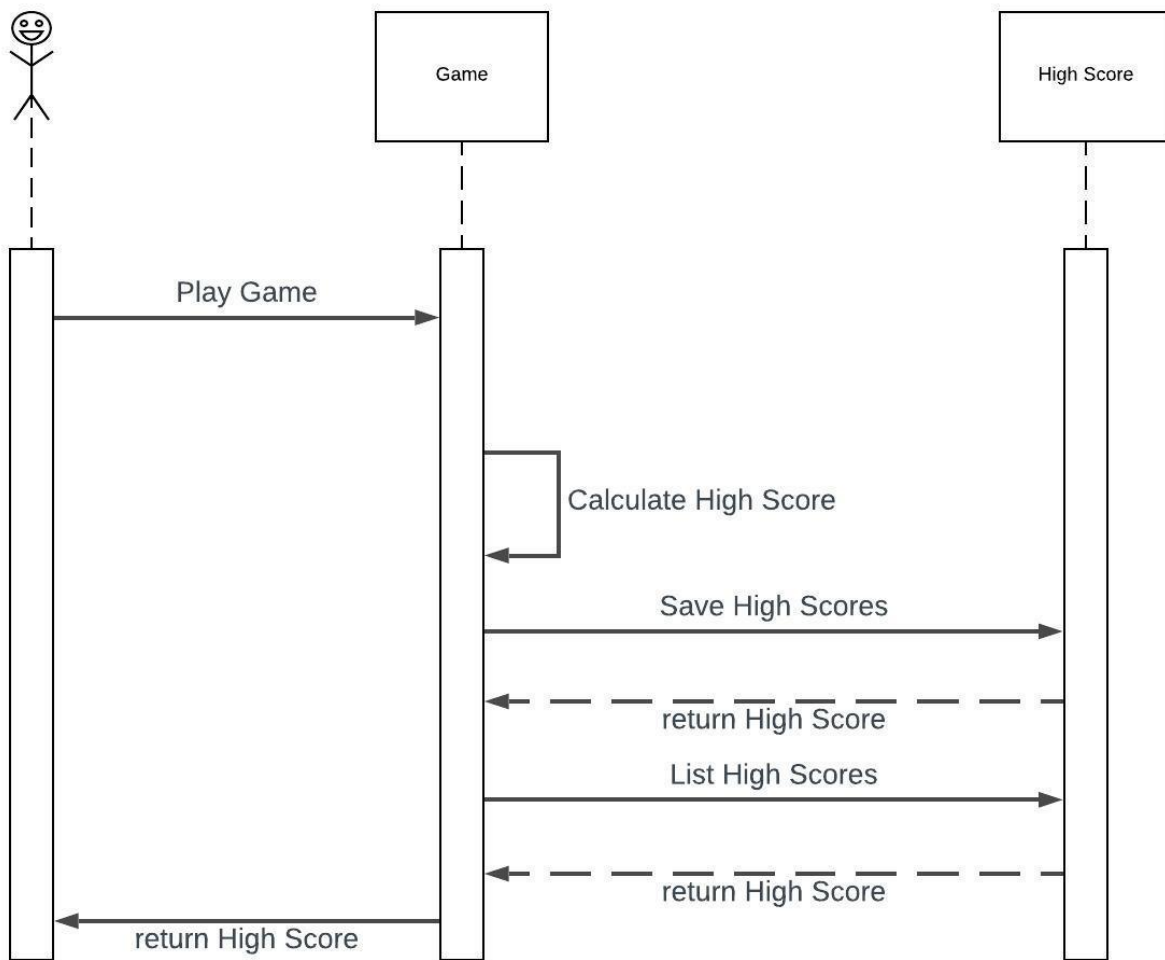 Game
High Score
Play Game
Calculate High Score
Save High Scores
return High Score
List High Scores
return High Score
return High Score